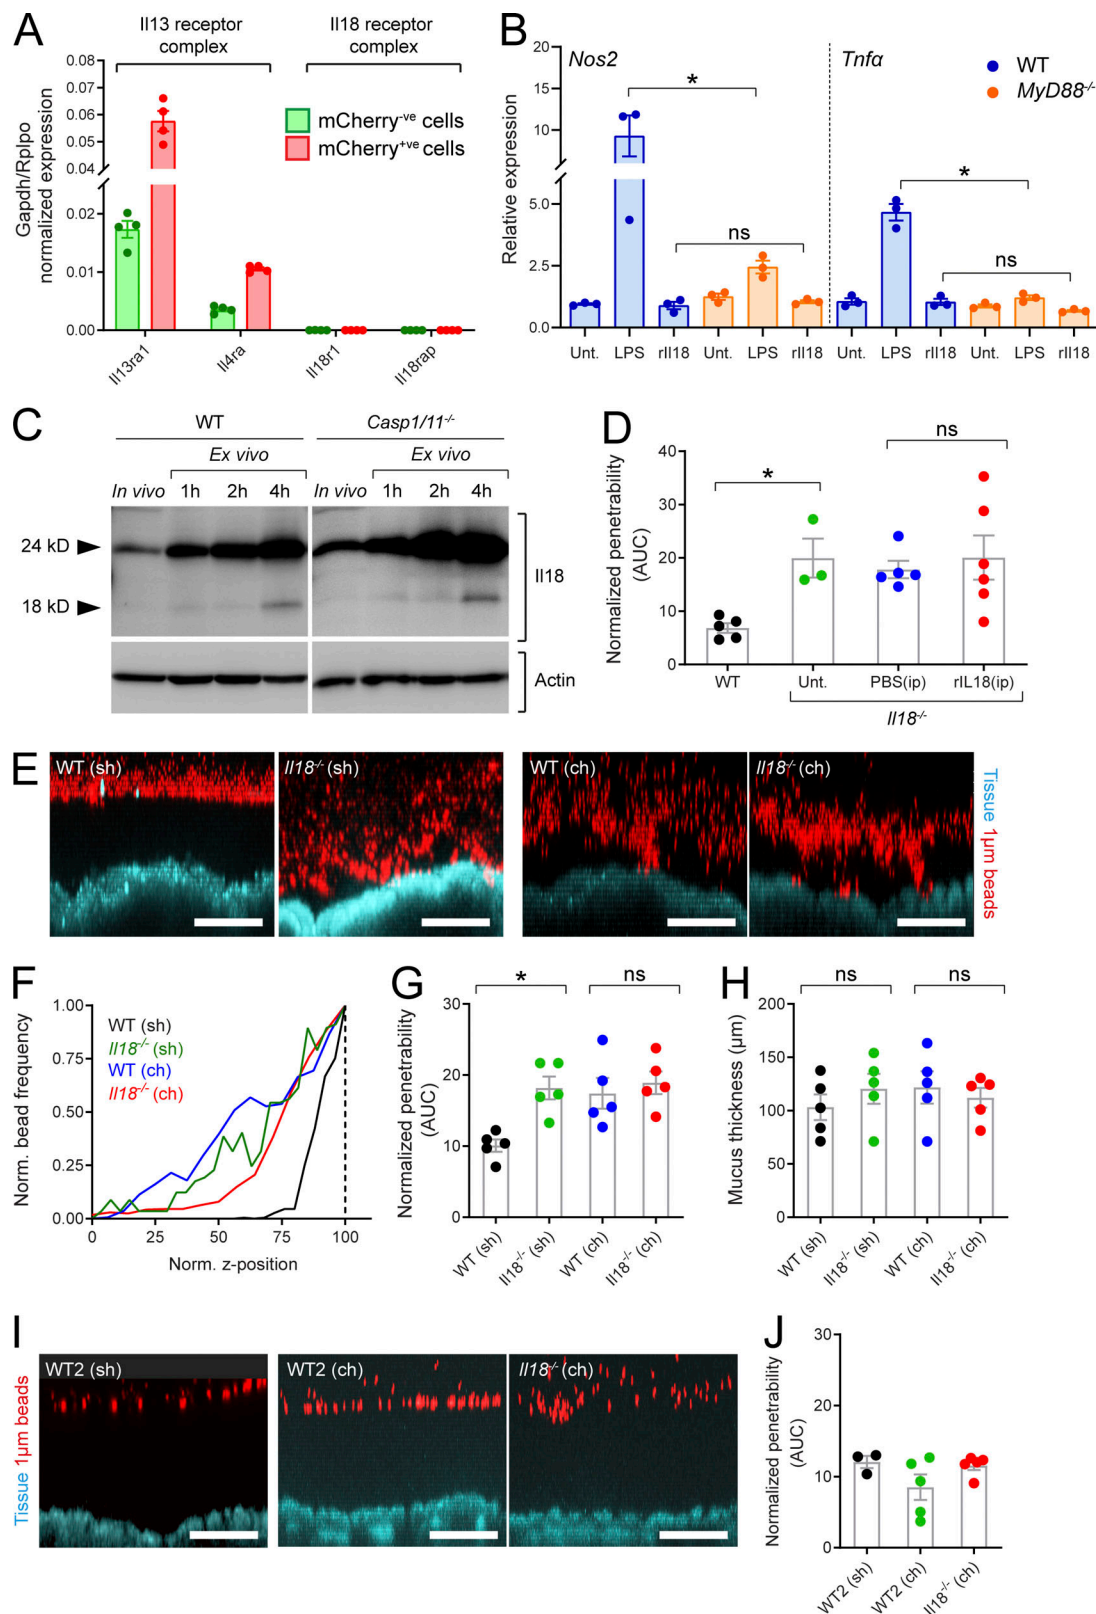 A
Il13 receptor complex
Il18 receptor complex
Gapdh/Rplpo normalized expression
0.08
0.07
0.06
0.05
0.04
0.02
0.01
0.00
mCherry-ve cells
mCherry+ve cells
Il13ra1
Il4ra
Il18r1
Il18rap
B
Nos2
Tnfα
WT
MyD88-/-
Relative expression
20
15
10
5.0
2.5
0.0
*
ns
*
ns
Unt.
LPS
rIl18
Unt.
LPS
rIl18
Unt.
LPS
rIl18
Unt.
LPS
rIl18
C
WT
Casp1/11-/-
Ex vivo
Ex vivo
In vivo
1h
2h
4h
In vivo
1h
2h
4h
24 kD
18 kD
Il18
Actin
D
Normalized penetrability (AUC)
40
30
20
10
0
*
ns
WT
Unt.
PBS(ip)
rIL18(ip)
Il18-/-
E
WT (sh)
Il18-/- (sh)
WT (ch)
Il18-/- (ch)
Tissue 1µm beads
F
Norm. bead frequency
1.00
0.75
0.50
0.25
0.00
WT (sh)
Il18-/- (sh)
WT (ch)
Il18-/- (ch)
0
25
50
75
100
Norm. z-position
G
Normalized penetrability (AUC)
30
20
10
0
*
ns
WT (sh)
Il18-/- (sh)
WT (ch)
Il18-/- (ch)
H
Mucus thickness (µm)
200
150
100
50
0
ns
ns
WT (sh)
Il18-/- (sh)
WT (ch)
Il18-/- (ch)
I
Tissue 1µm beads
WT2 (sh)
WT2 (ch)
Il18-/- (ch)
J
Normalized penetrability (AUC)
30
20
10
0
WT2 (sh)
WT2 (ch)
Il18-/- (ch)